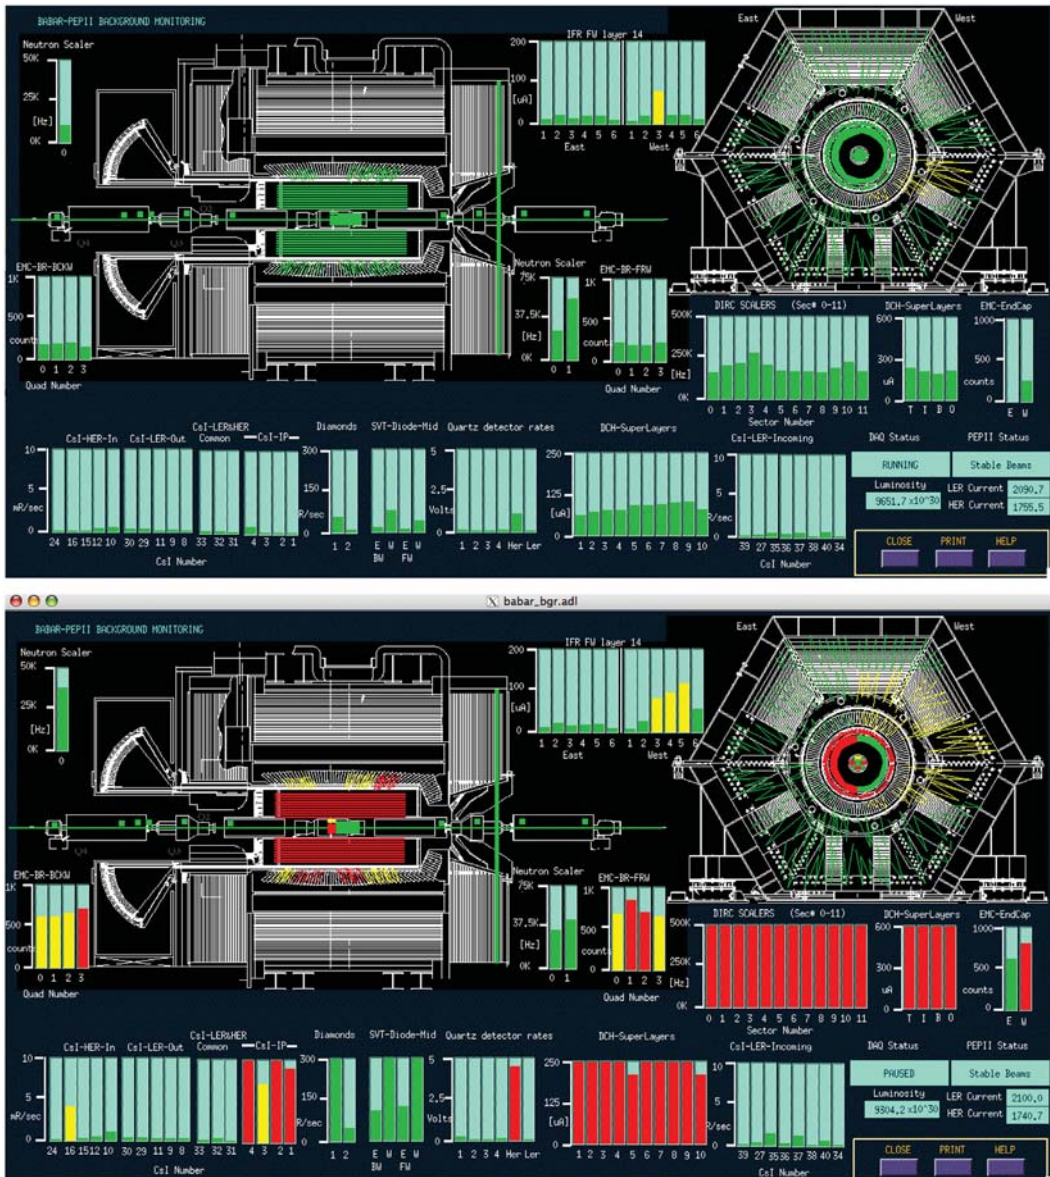 BABAR-PEPII BACKGROUND MONITORING
Neutron Scaler
50K
25K
[Hz]
0K
0
IFR FW layer 14
200
100
[uA]
0
1 2 3 4 5 6 1 2 3 4 5 6
East West
East West
Q2
Q4 Q3
EMC-BR-BCKW
1K
500
counts
0
0 1 2 3
Quad Number
Neutron Scaler
75K
37.5K
[Hz]
0K
0 1
EMC-BR-FRW
1K
500
counts
0
0 1 2 3
Quad Number
DIRC SCALERS (Sec# 0-11)
500K
250K
[Hz]
0K
0 1 2 3 4 5 6 7 8 9 10 11
Sector Number
DCH-SuperLayers
600
300
uA
0
T I B O
EMC-EndCap
1000
500
counts
0
E W
CsI-HER-In CsI-LER-Out CsI-LER&HER Common CsI-IP
10
5
mR/sec
0
24 16 15 12 10 30 29 11 9 8 33 32 31 4 3 2 1
CsI Number
Diamonds
300
150
R/sec
0
1 2
SVT-Diode-Mid
E W E W
BW FW
Quartz detector rates
5
2.5
Volts
0
1 2 3 4 Her Ler
DCH-SuperLayers
250
125
[uA]
0
1 2 3 4 5 6 7 8 9 10
CsI-LER-Incoming
10
5
R/sec
0
39 27 35 36 37 38 40 34
CsI Number
DAQ Status PEPII Status
RUNNING Stable Beams
Luminosity
9651.7 x10^30
LER Current 2090.7
HER Current 1755.5
CLOSE PRINT HELP
babar_bgr.adl
BABAR-PEPII BACKGROUND MONITORING
Neutron Scaler
50K
25K
[Hz]
0K
0
IFR FW layer 14
200
100
[uA]
0
1 2 3 4 5 6 1 2 3 4 5 6
East West
East West
Q2
Q4 Q3
EMC-BR-BCKW
1K
500
counts
0
0 1 2 3
Quad Number
Neutron Scaler
75K
37.5K
[Hz]
0K
0 1
EMC-BR-FRW
1K
500
counts
0
0 1 2 3
Quad Number
DIRC SCALERS (Sec# 0-11)
500K
250K
[Hz]
0K
0 1 2 3 4 5 6 7 8 9 10 11
Sector Number
DCH-SuperLayers
600
300
uA
0
T I B O
EMC-EndCap
1000
500
counts
0
E W
CsI-HER-In CsI-LER-Out CsI-LER&HER Common CsI-IP
10
5
mR/sec
0
24 16 15 12 10 30 29 11 9 8 33 32 31 4 3 2 1
CsI Number
Diamonds
300
150
R/sec
0
1 2
SVT-Diode-Mid
E W E W
BW FW
Quartz detector rates
5
2.5
Volts
0
1 2 3 4 Her Ler
DCH-SuperLayers
250
125
[uA]
0
1 2 3 4 5 6 7 8 9 10
CsI-LER-Incoming
10
5
R/sec
0
39 27 35 36 37 38 40 34
CsI Number
DAQ Status PEPII Status
PAUSED Stable Beams
Luminosity
9304.2 x10^30
LER Current 2100.0
HER Current 1740.7
CLOSE PRINT HELP